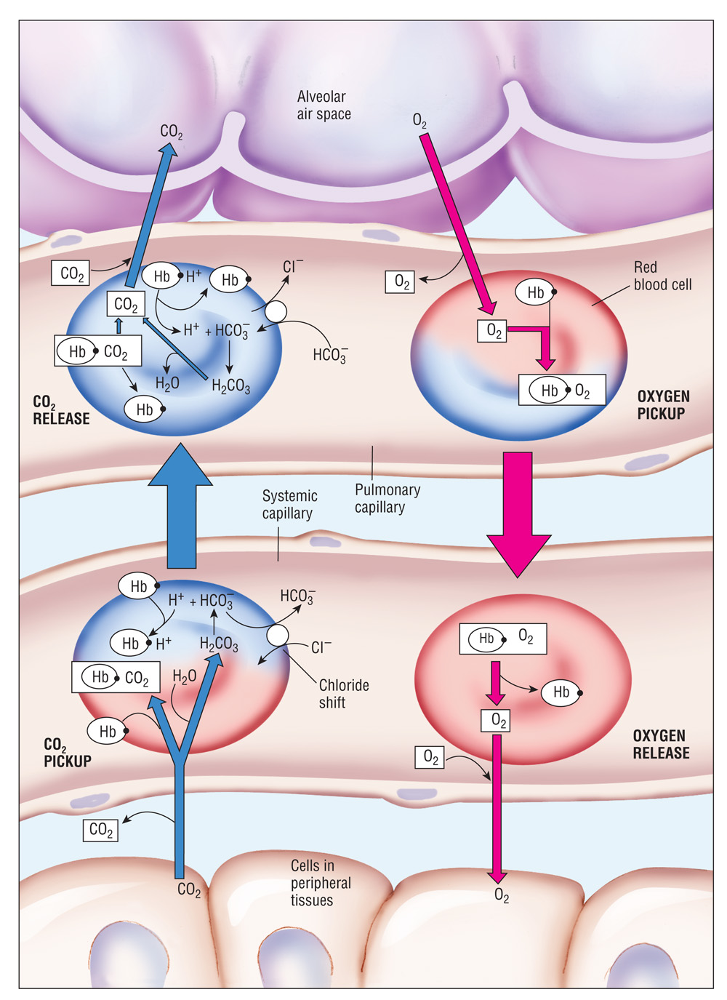 Alveolar
air space
CO₂
O₂
CO₂
Hb
H⁺
Hb
Cl⁻
CO₂
H⁺ + HCO₃⁻
HCO₃⁻
Hb
CO₂
H₂O
H₂CO₃
Hb
CO₂
RELEASE
O₂
Hb
Red
blood cell
O₂
Hb
O₂
OXYGEN
PICKUP
Pulmonary
capillary
Systemic
capillary
Hb
H⁺ + HCO₃⁻
HCO₃⁻
Hb
H⁺
H₂CO₃
Cl⁻
Hb
CO₂
H₂O
Chloride
shift
Hb
CO₂
PICKUP
Hb
O₂
Hb
O₂
OXYGEN
RELEASE
O₂
CO₂
CO₂
Cells in
peripheral
tissues
O₂